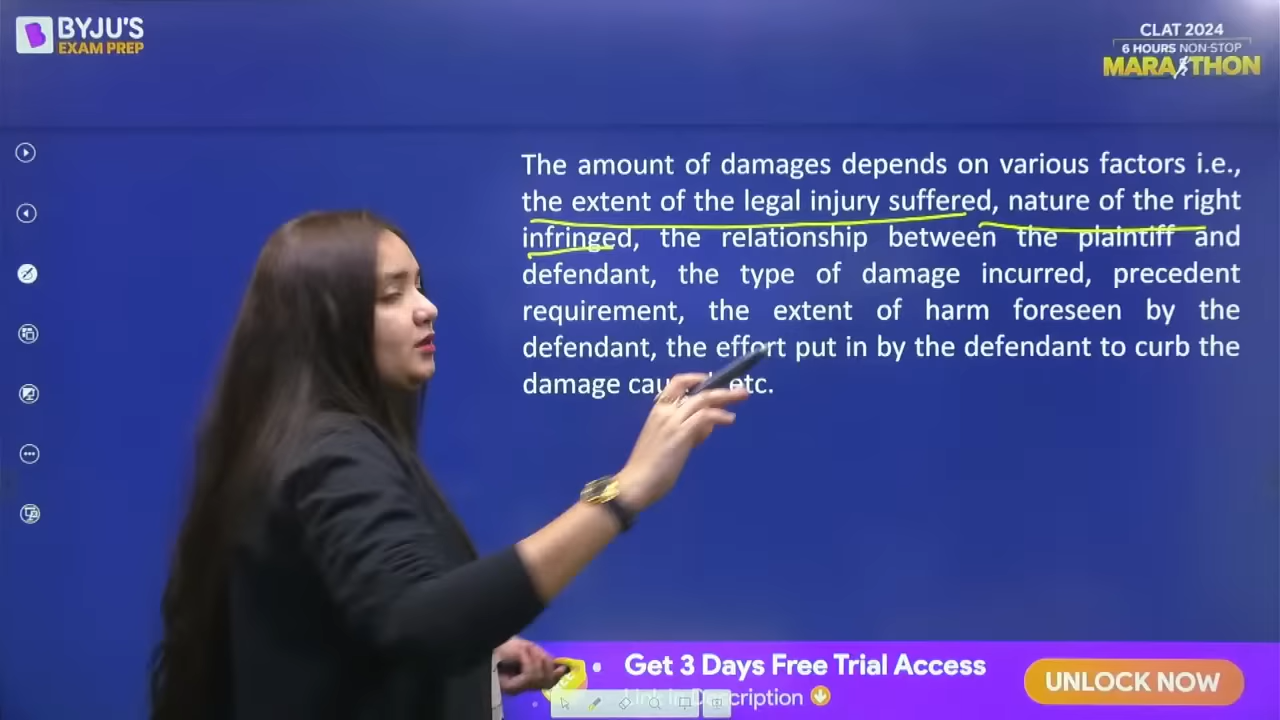 BYJU'S
EXAM PREP
CLAT 2024
6 HOURS NON-STOP
MARATHON
The amount of damages depends on various factors i.e.,
the extent of the legal injury suffered, nature of the right
infringed, the relationship between the plaintiff and
defendant, the type of damage incurred, precedent
requirement, the extent of harm foreseen by the
defendant, the effort put in by the defendant to curb the
damage etc.
Get 3 Days Free Trial Access
Link In Description
UNLOCK NOW